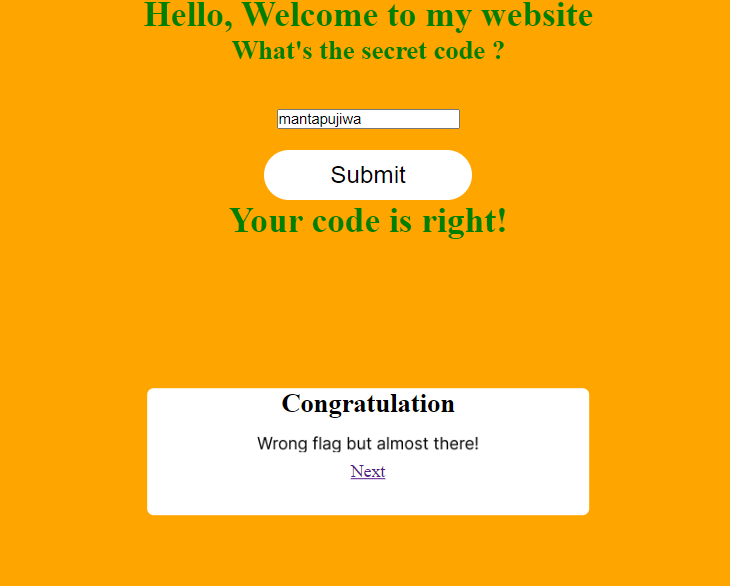 Hello, Welcome to my website
What's the secret code ?
mantapujiwa
Submit
Your code is right!
Congratulation
Wrong flag but almost there!
Next